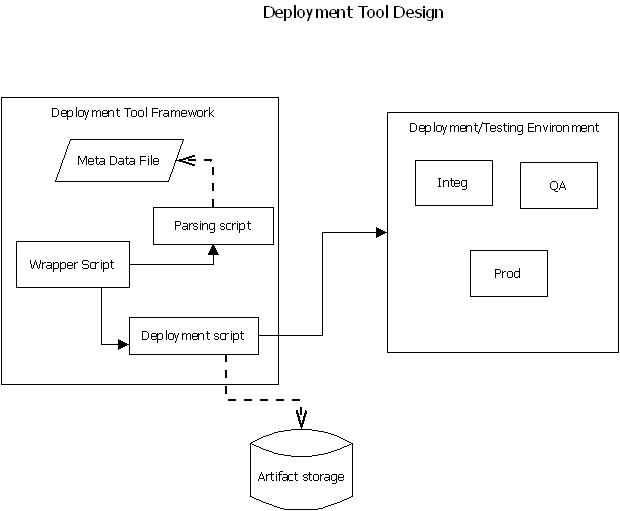 Deployment Tool Design
Deployment Tool Framework
Meta Data File
Parsing script
Wrapper Script
Deployment script
Deployment/Testing Environment
Integ
QA
Prod
Artifact storage